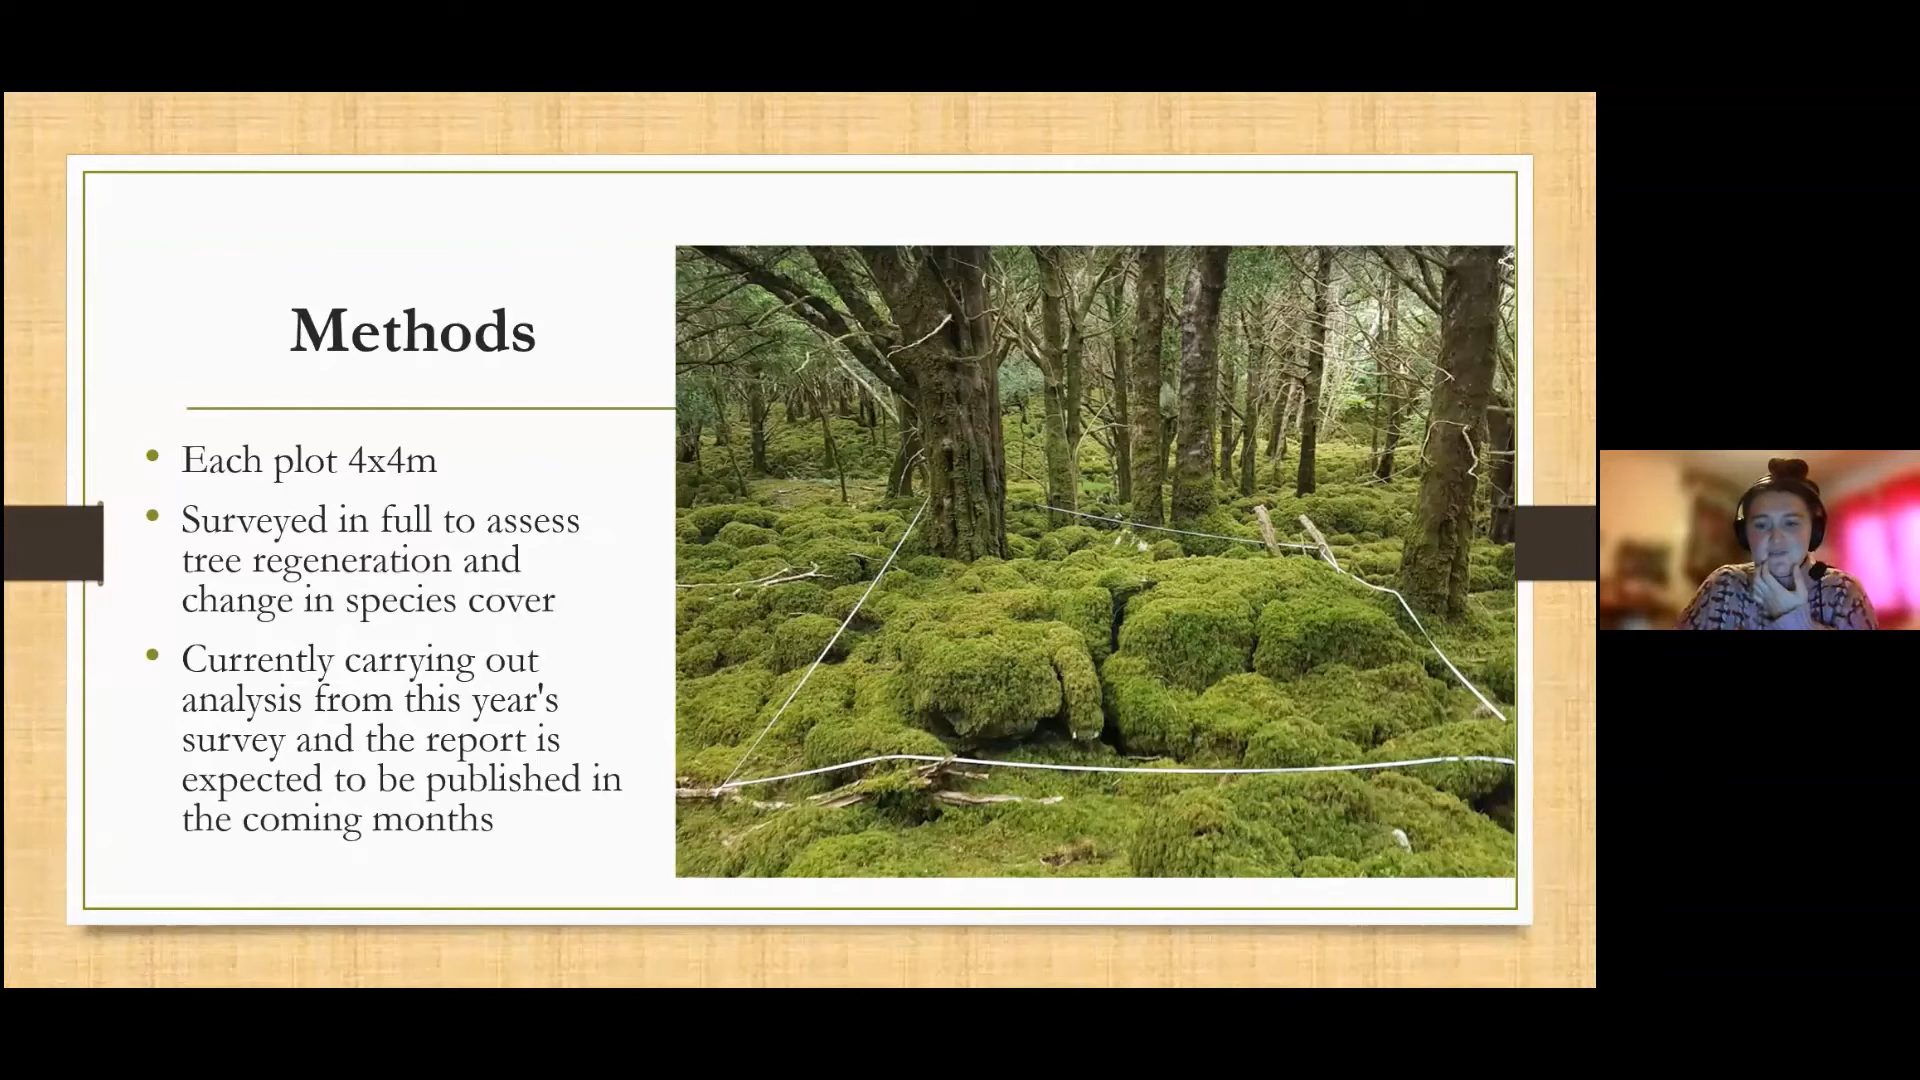 Methods
Each plot 4x4m
Surveyed in full to assess
tree regeneration and
change in species cover
Currently carrying out
analysis from this year's
survey and the report is
expected to be published in
the coming months